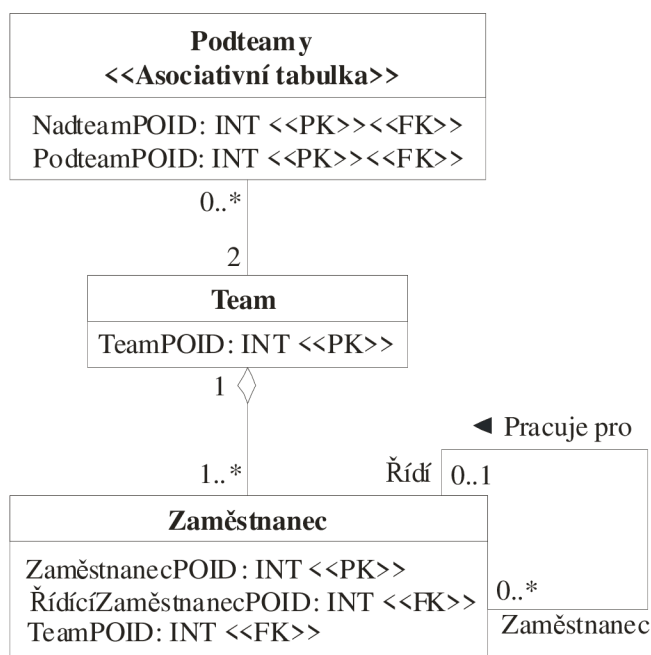 Podteamy
<<Asociativní tabulka>>
NadteamPOID: INT <<PK>><<FK>>
PodteamPOID: INT <<PK>><<FK>>
0..*
2
Team
TeamPOID: INT <<PK>>
1
◄ Pracuje pro
1..*
Řídí
0..1
Zaměstnanec
ZaměstnanecPOID: INT <<PK>>
ŘídícíZaměstnanecPOID: INT <<FK>>
TeamPOID: INT <<FK>>
0..*
Zaměstnanec